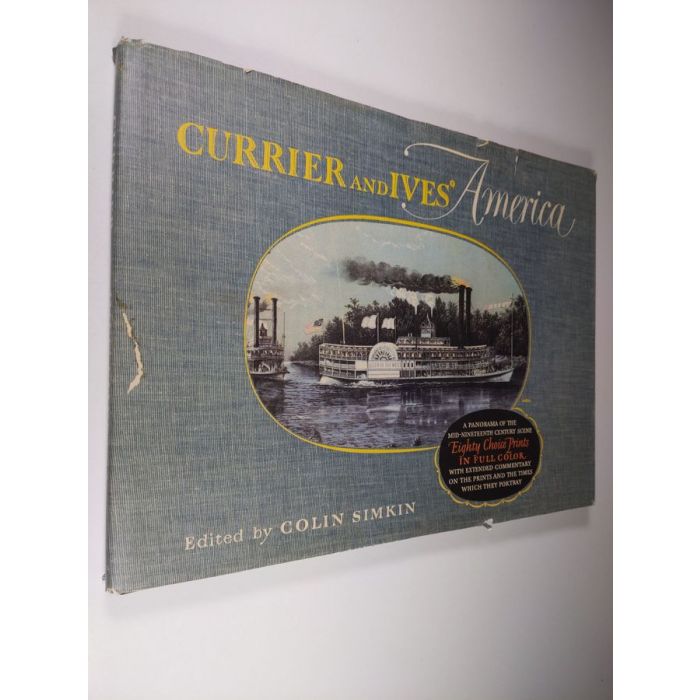 CURRIER AND IVES' America
A PANORAMA OF THE
MID-NINETEENTH CENTURY SCENE
Eighty Choice Prints
IN FULL COLOR
WITH EXTENDED COMMENTARY
ON THE PRINTS AND THE TIMES
WHICH THEY PORTRAY
Edited by COLIN SIMKIN